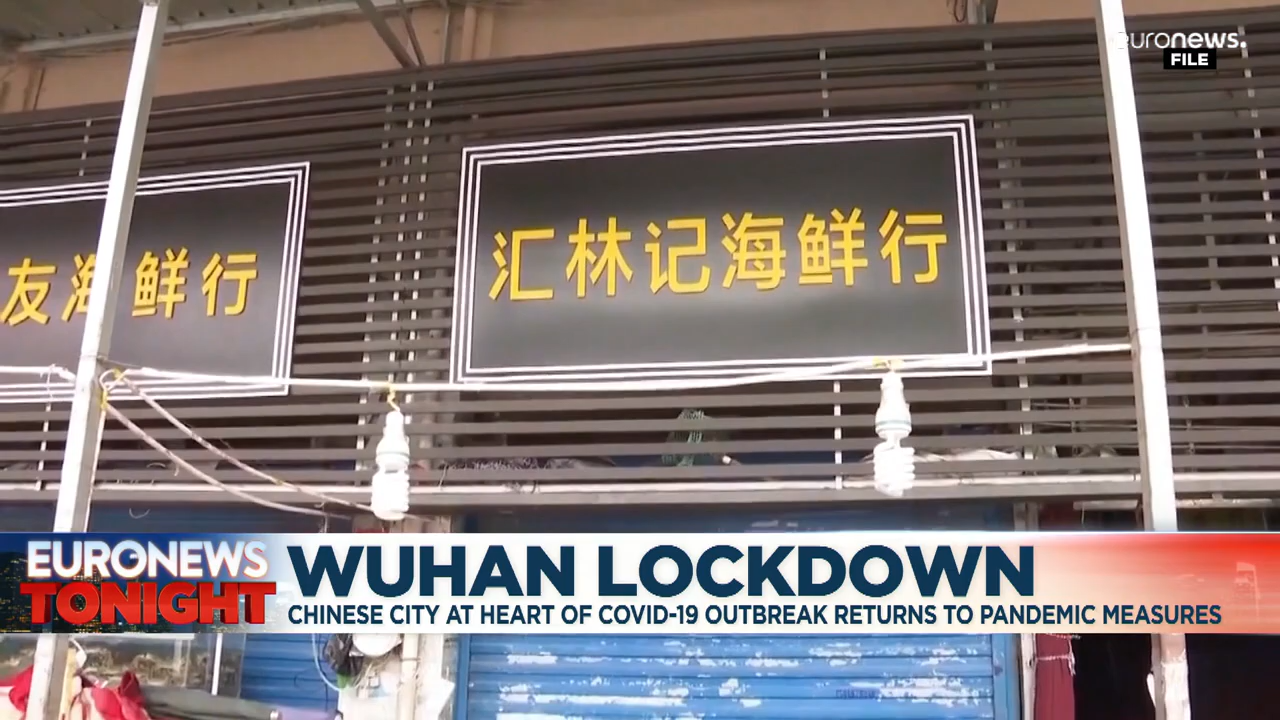 euronews.
FILE
友海鲜行
汇林记海鲜行
EURONEWS
TONIGHT
WUHAN LOCKDOWN
CHINESE CITY AT HEART OF COVID-19 OUTBREAK RETURNS TO PANDEMIC MEASURES